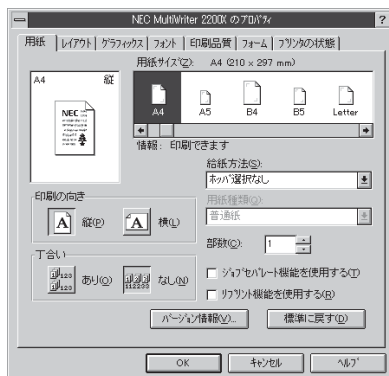 NEC MultiWriter 2200X のﾌﾟﾛﾊﾟﾃｨ
用紙 ﾚｲｱｳﾄ ｸﾞﾗﾌｨｯｸｽ ﾌｫﾝﾄ 印刷品質 ﾌｫｰﾑ ﾌﾟﾘﾝﾀの状態
用紙サイズ(Z): A4 (210 x 297 mm)
A4 縦
NEC
A4 A5 B4 B5 Letter
情報: 印刷できます
給紙方法(S):
ﾎｯﾊﾟ選択なし
用紙種類(G):
普通紙
印刷の向き
A 縦(P) A 横(L)
部数(C): 1
丁合い
あり(O) なし(N)
ｼﾞｮﾌﾞｾﾊﾟﾚｰﾄ機能を使用する(T)
ﾘﾌﾟﾘﾝﾄ機能を使用する(R)
ﾊﾞｰｼﾞｮﾝ情報(V)... 標準に戻す(D)
OK ｷｬﾝｾﾙ ﾍﾙﾌﾟ